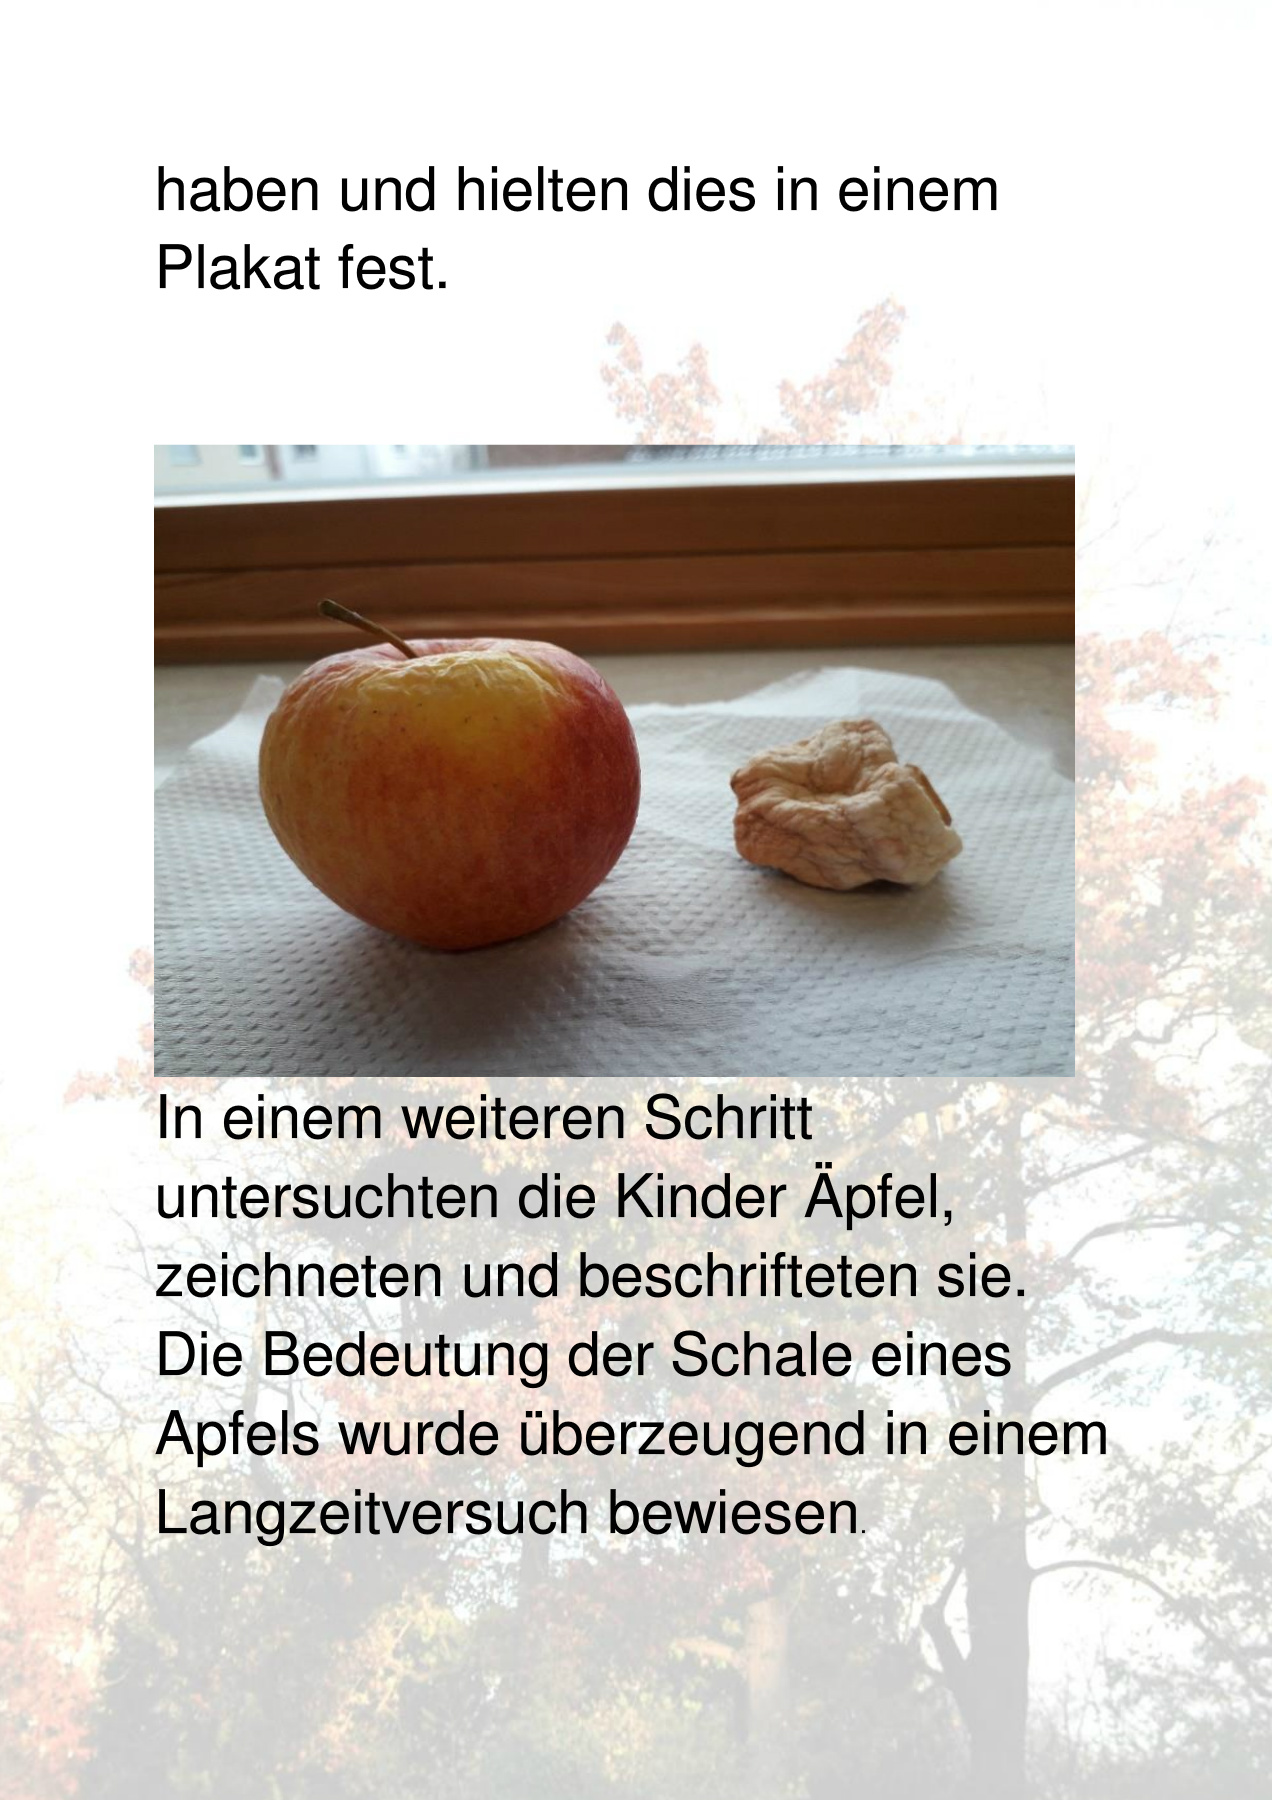 haben und hielten dies in einem
Plakat fest.
In einem weiteren Schritt
untersuchten die Kinder Äpfel,
zeichneten und beschrifteten sie.
Die Bedeutung der Schale eines
Apfels wurde überzeugend in einem
Langzeitversuch bewiesen.